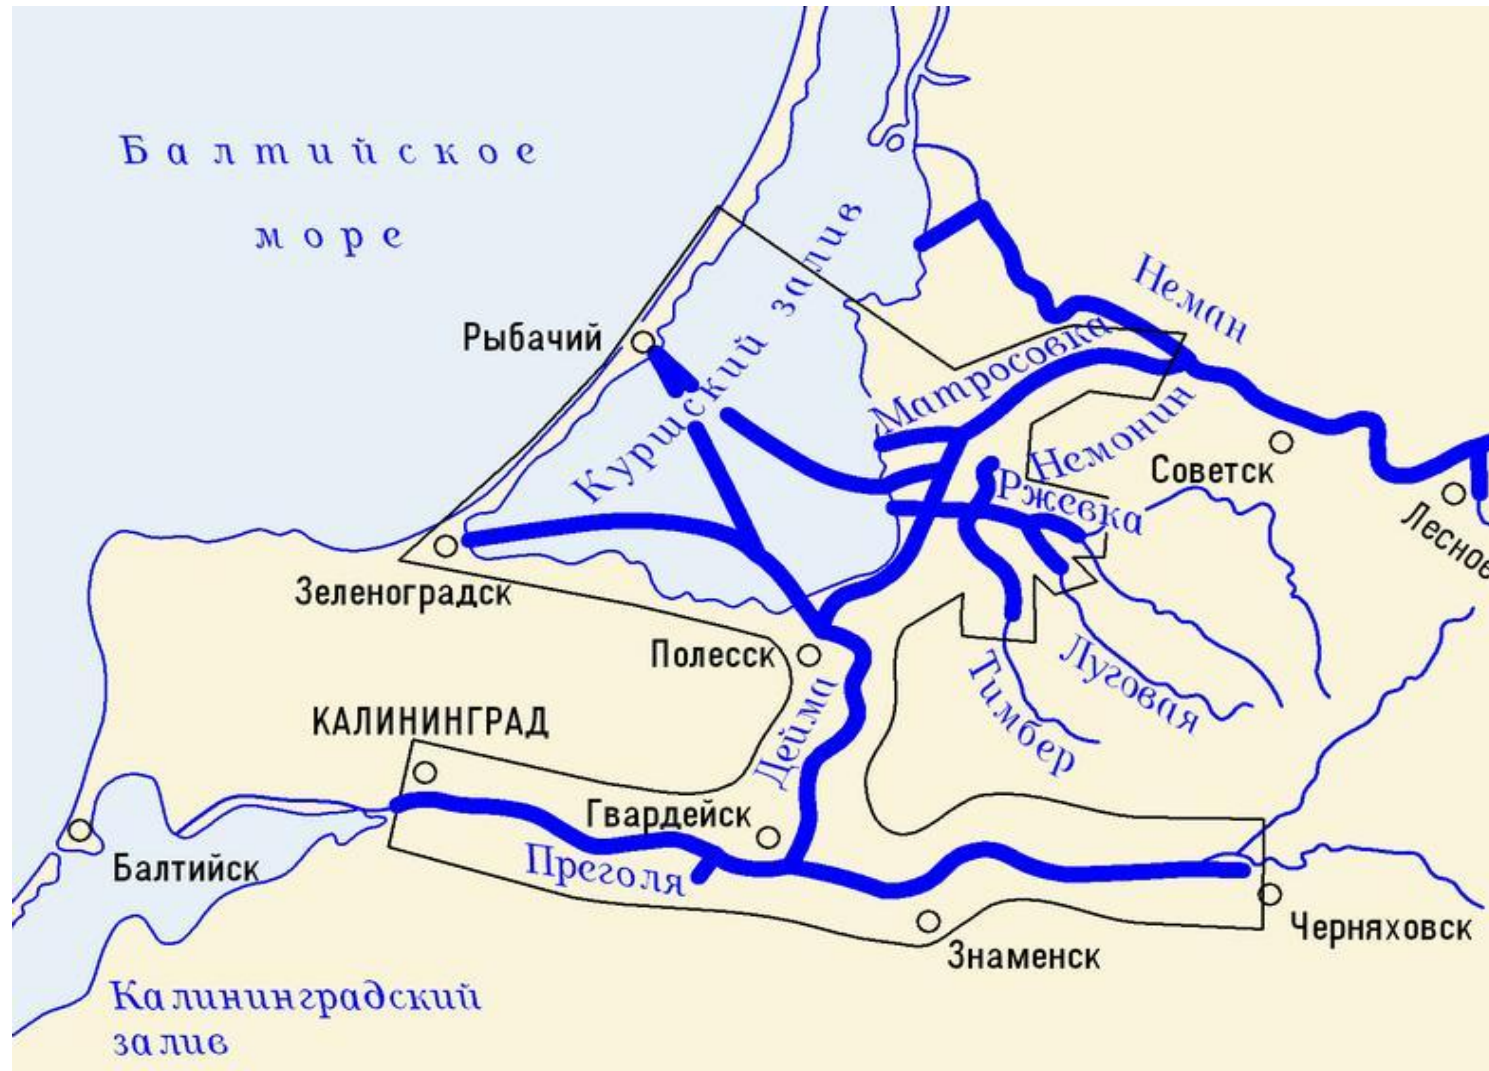 Балтийское
море
Неман
Куршский залив
Рыбачий
Матросовка
Немонин
Советск
Ржевка
Лесное
Зеленоградск
Полесск
Тимбер
Луговая
Дейма
КАЛИНИНГРАД
Гвардейск
Преголя
Балтийск
Черняховск
Знаменск
Калининградский
залив